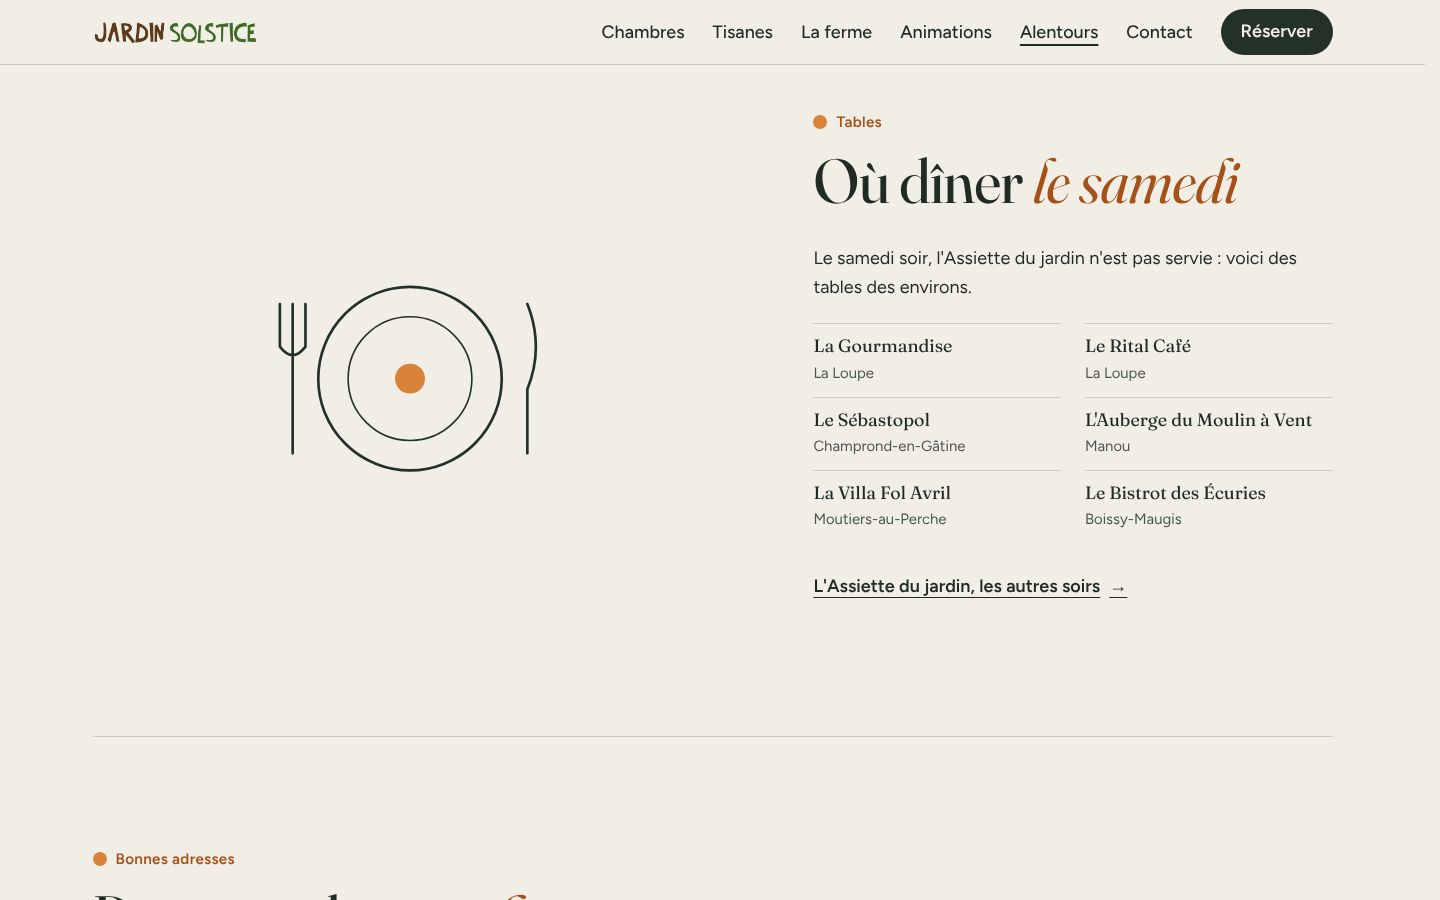 JARDIN SOLSTICE
Chambres
Tisanes
La ferme
Animations
Alentours
Contact
Réserver
Tables
Où dîner le samedi
Le samedi soir, l'Assiette du jardin n'est pas servie : voici des
tables des environs.
La Gourmandise
La Loupe
Le Rital Café
La Loupe
Le Sébastopol
Champrond-en-Gâtine
L'Auberge du Moulin à Vent
Manou
La Villa Fol Avril
Moutiers-au-Perche
Le Bistrot des Écuries
Boissy-Maugis
L'Assiette du jardin, les autres soirs →
Bonnes adresses